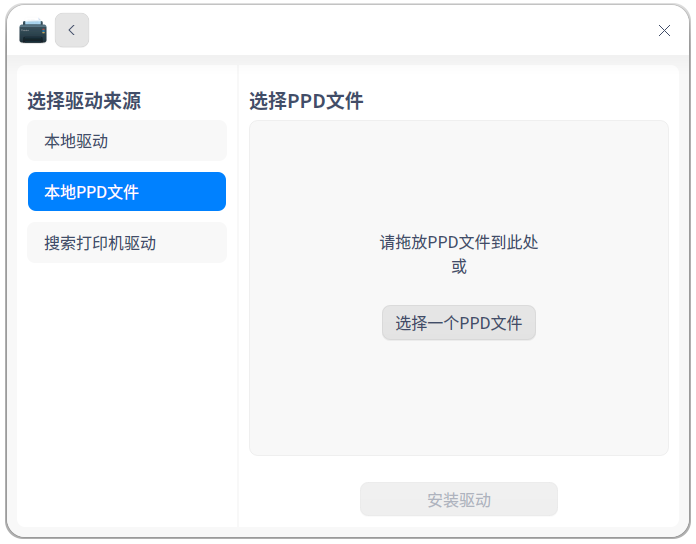 选择驱动来源
本地驱动
本地PPD文件
搜索打印机驱动
选择PPD文件
请拖放PPD文件到此处
或
选择一个PPD文件
安装驱动